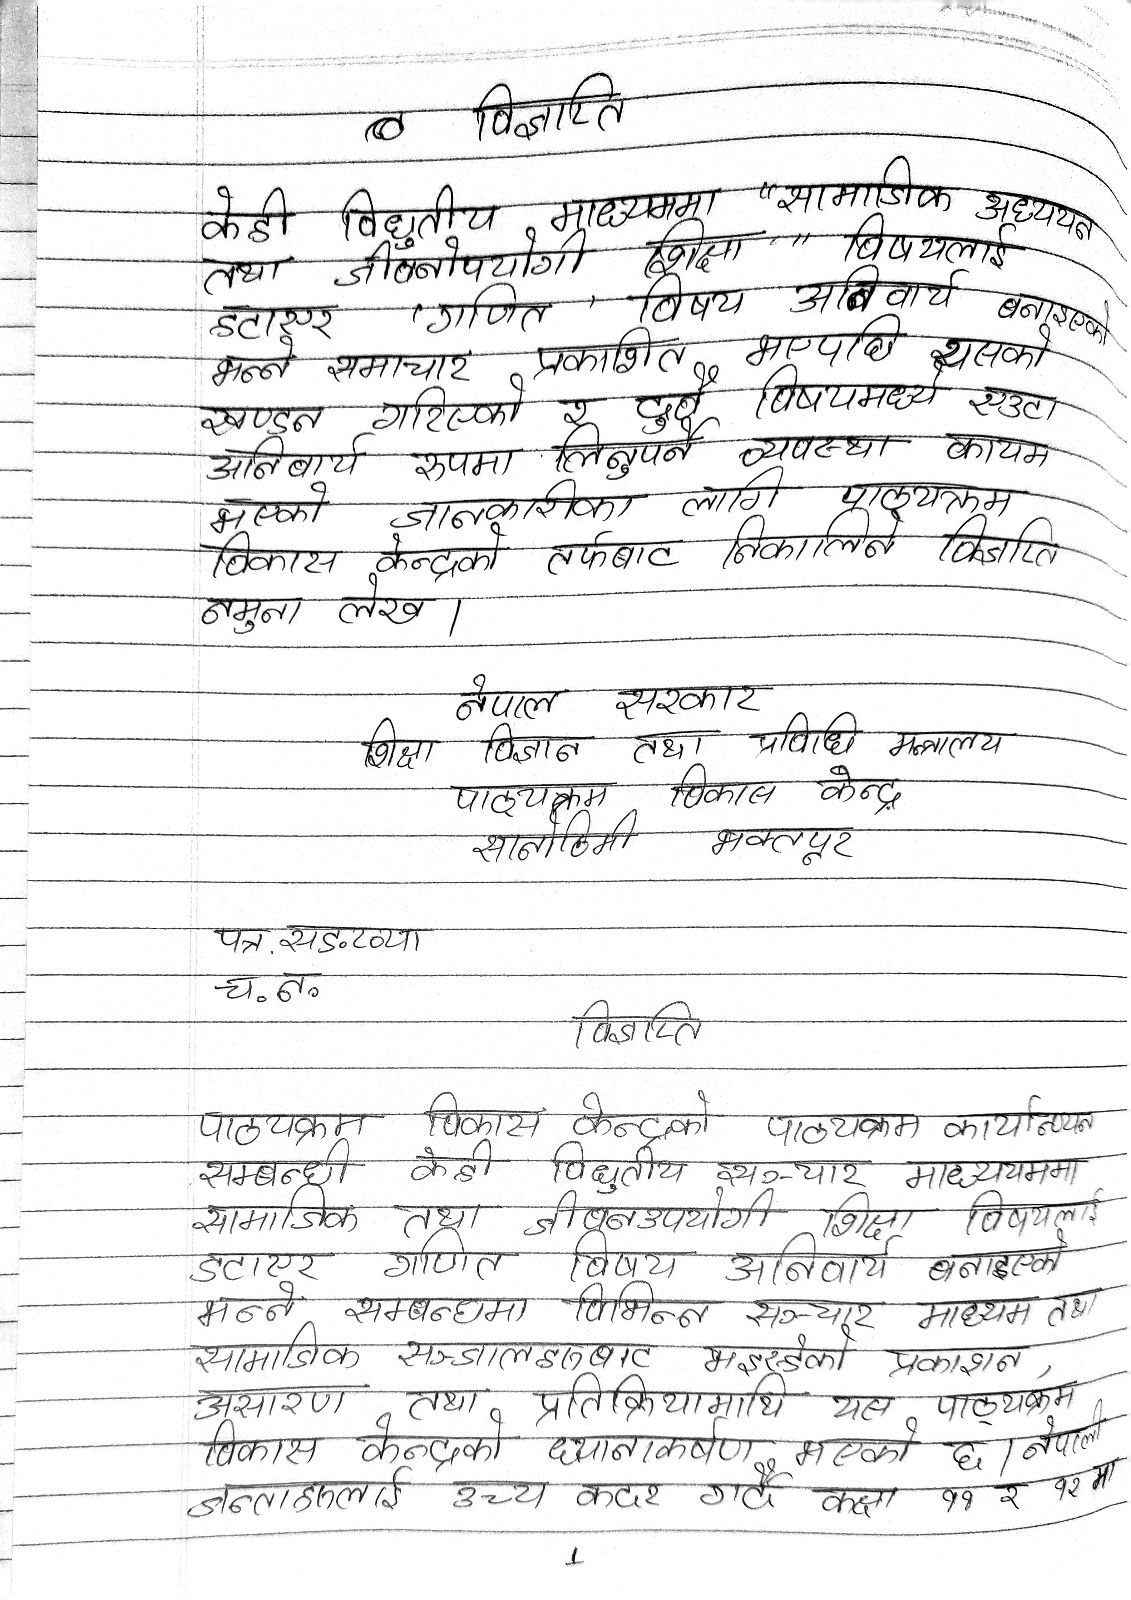 विज्ञप्ति
केही विधुतीय माध्यममा "सामाजिक अध्ययन
तथा जीवनोपयोगी शिक्षा" विषयलाई
हटाएर 'गणित' विषय अनिवार्य बनाइएको
भन्ने समाचार प्रकाशित भएपछि यसको
खण्डन गरिएको र दुवै विषयमध्ये एउटा
अनिवार्य रुपमा लिनुपर्ने व्यवस्था कायम
भएको जानकारीका लागि पाठ्यक्रम
विकास केन्द्रको तर्फबाट निकालिने विज्ञप्ति
नमुना लेख ।
नेपाल सरकार
शिक्षा विज्ञान तथा प्रविधि मन्त्रालय
पाठ्यक्रम विकास केन्द्र
सानोठिमी भक्तपूर
पत्र.सङ.ख्या
च.न.
विज्ञप्ति
पाठ्यक्रम विकास केन्द्रको पाठ्यक्रम कार्यान्वयन
सम्बन्धी केही विधुतीय सञ्चार माध्ययममा
सामाजिक तथा जीवनउपयोगी शिक्षा विषयलाई
हटाएर गणित विषय अनिवार्य बनाइएको
भन्ने सम्बन्धमा विभिन्न सञ्चार माध्यम तथा
सामाजिक सञ्जालहरुबाट भइरहेको प्रकाशन,
असारण तथा प्रतिक्रियामाथि यस पाठ्यक्रम
विकास केन्द्रको ध्यानाकर्षण भएको छ । नेपाली
जन्ताहरुलाई उच्च कदर गर्दै कक्षा ११ र १२ मा
1